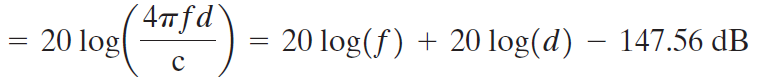 = 20 log(4πfd/c) = 20 log(f) + 20 log(d) − 147.56 dB